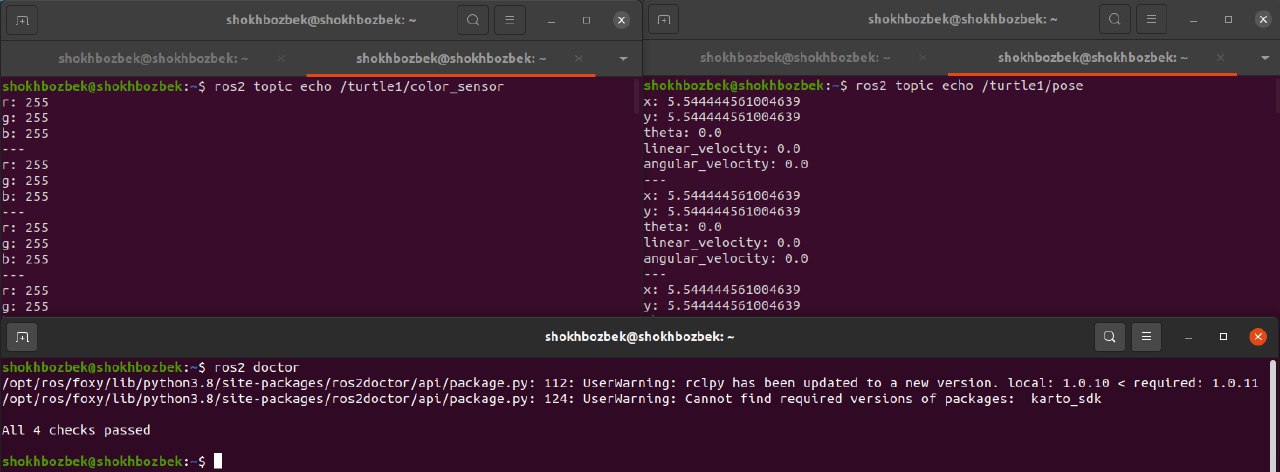 shokhbozbek@shokhbozbek: ~
shokhbozbek@shokhbozbek: ~
shokhbozbek@shokhbozbek: ~
shokhbozbek@shokhbozbek:~$ ros2 topic echo /turtle1/color_sensor
r: 255
g: 255
b: 255
---
r: 255
g: 255
b: 255
---
r: 255
g: 255
b: 255
---
r: 255
g: 255
shokhbozbek@shokhbozbek: ~
shokhbozbek@shokhbozbek: ~
shokhbozbek@shokhbozbek: ~
shokhbozbek@shokhbozbek:~$ ros2 topic echo /turtle1/pose
x: 5.544444561004639
y: 5.544444561004639
theta: 0.0
linear_velocity: 0.0
angular_velocity: 0.0
---
x: 5.544444561004639
y: 5.544444561004639
theta: 0.0
linear_velocity: 0.0
angular_velocity: 0.0
---
x: 5.544444561004639
y: 5.544444561004639
shokhbozbek@shokhbozbek: ~
shokhbozbek@shokhbozbek:~$ ros2 doctor
/opt/ros/foxy/lib/python3.8/site-packages/ros2doctor/api/package.py: 112: UserWarning: rclpy has been updated to a new version. local: 1.0.10 < required: 1.0.11
/opt/ros/foxy/lib/python3.8/site-packages/ros2doctor/api/package.py: 124: UserWarning: Cannot find required versions of packages:  karto_sdk
All 4 checks passed
shokhbozbek@shokhbozbek:~$